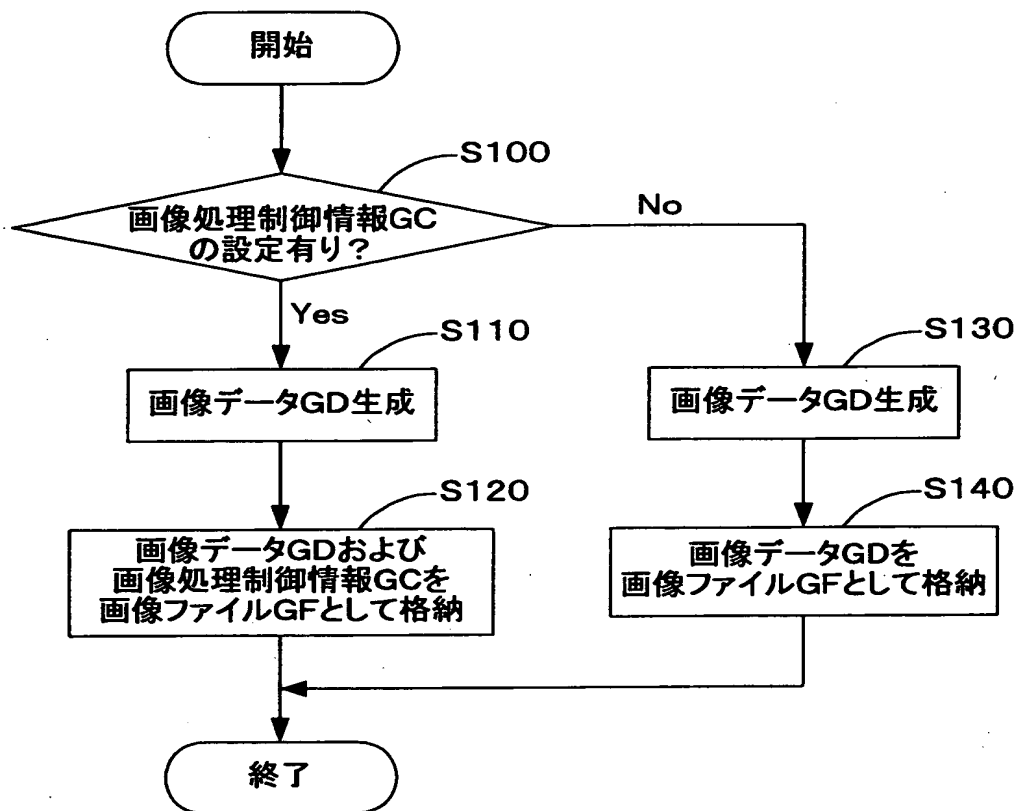 開始
S100
画像処理制御情報GC
の設定有り？
No
Yes
S110
画像データGD生成
S130
画像データGD生成
S120
画像データGDおよび
画像処理制御情報GCを
画像ファイルGFとして格納
S140
画像データGDを
画像ファイルGFとして格納
終了